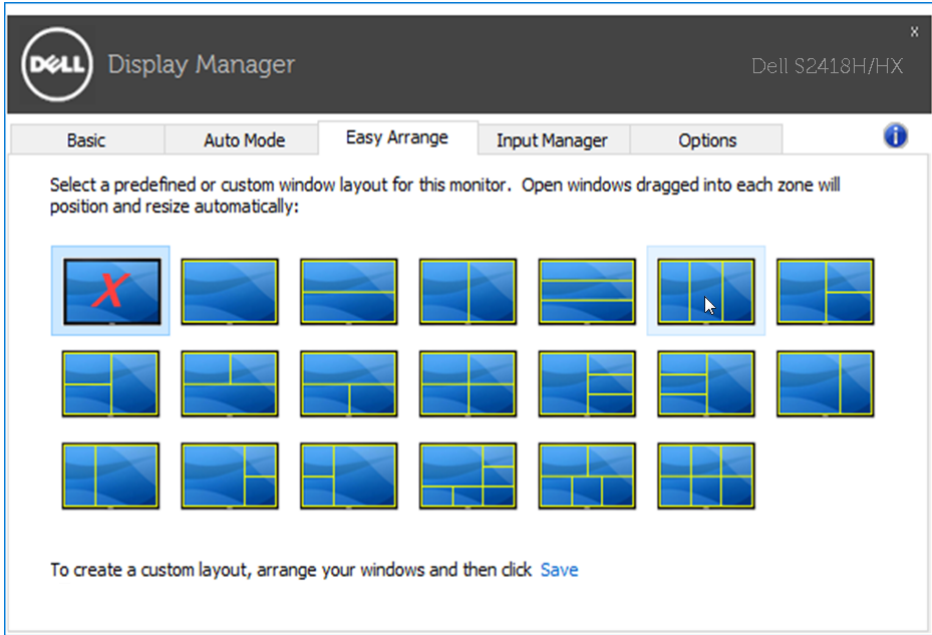 X
DELL Display Manager
Dell S2418H/HX
Basic Auto Mode Easy Arrange Input Manager Options i
Select a predefined or custom window layout for this monitor. Open windows dragged into each zone will
position and resize automatically:
X
To create a custom layout, arrange your windows and then click Save